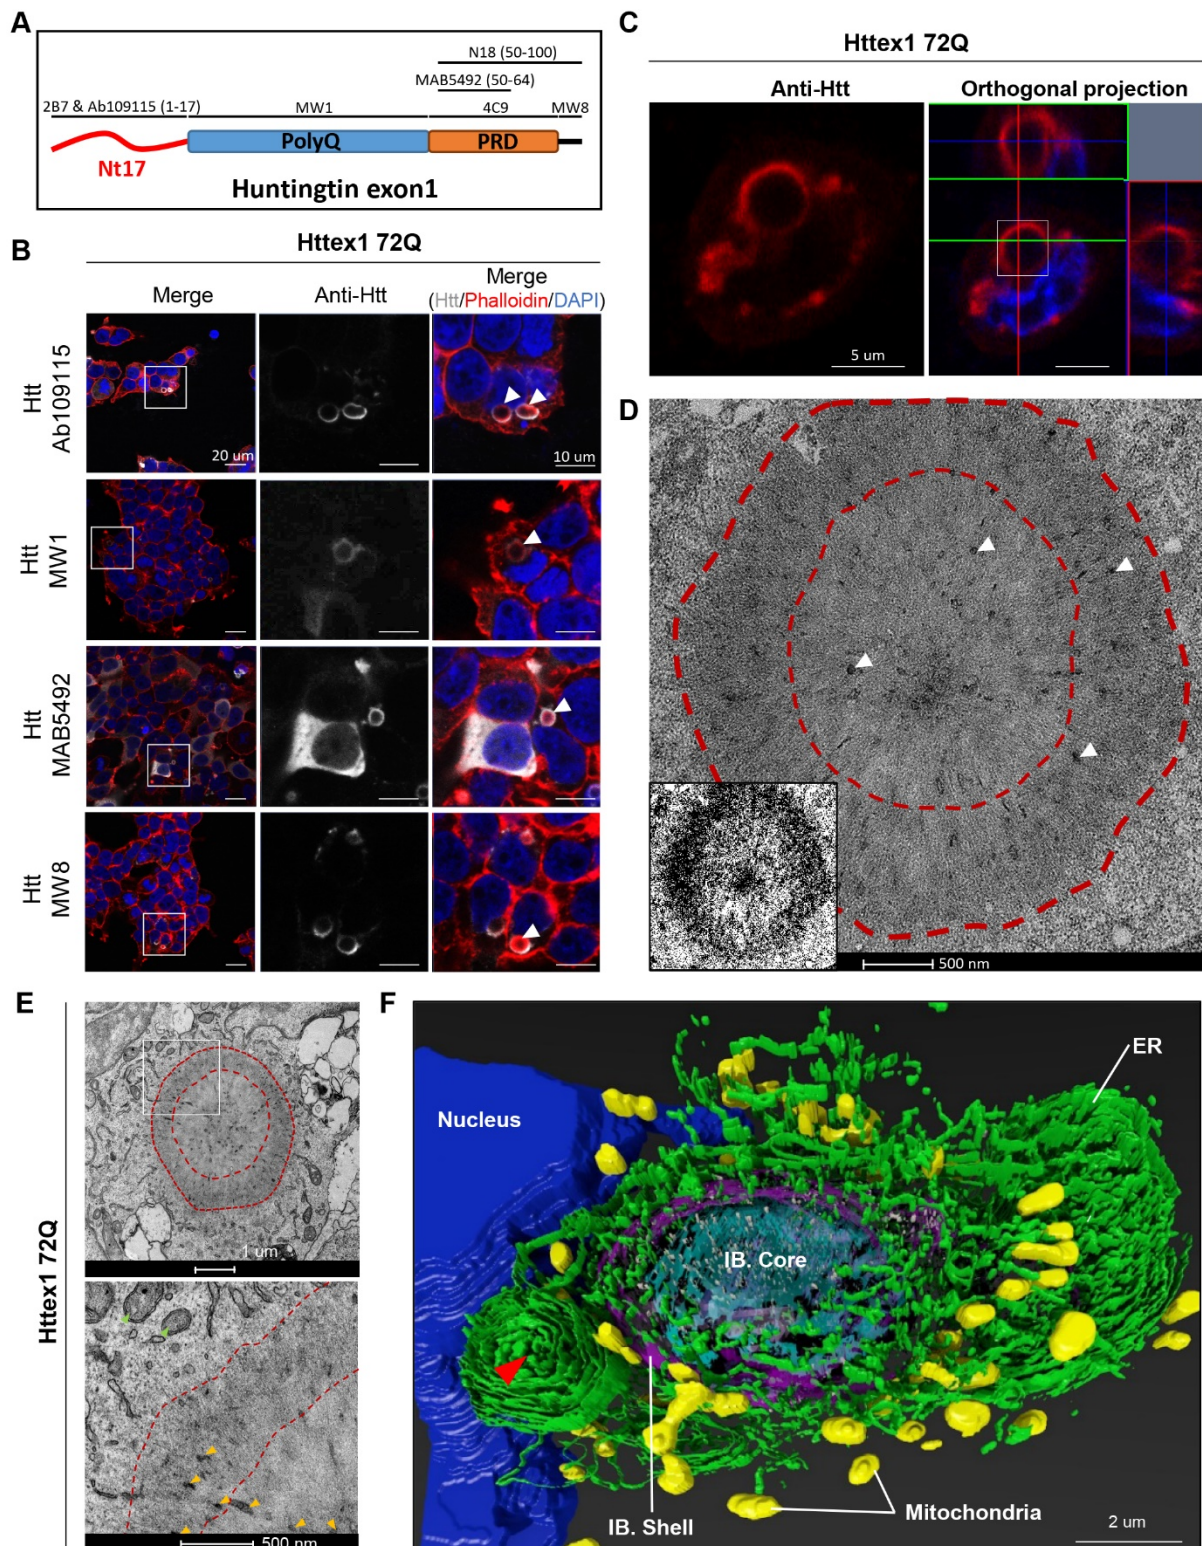 A
N18 (50-100)
MAB5492 (50-64)
2B7 & Ab109115 (1-17)
MW1
4C9
MW8
PolyQ
PRD
Nt17
Huntingtin exon1
B
Httex1 72Q
Merge
Anti-Htt
Merge
(Htt/Phalloidin/DAPI)
Htt
Ab109115
20 um
10 um
Htt
MW1
Htt
MAB5492
Htt
MW8
C
Httex1 72Q
Anti-Htt
Orthogonal projection
5 um
D
500 nm
E
Httex1 72Q
1 um
500 nm
F
Nucleus
ER
IB. Core
IB. Shell
Mitochondria
2 um